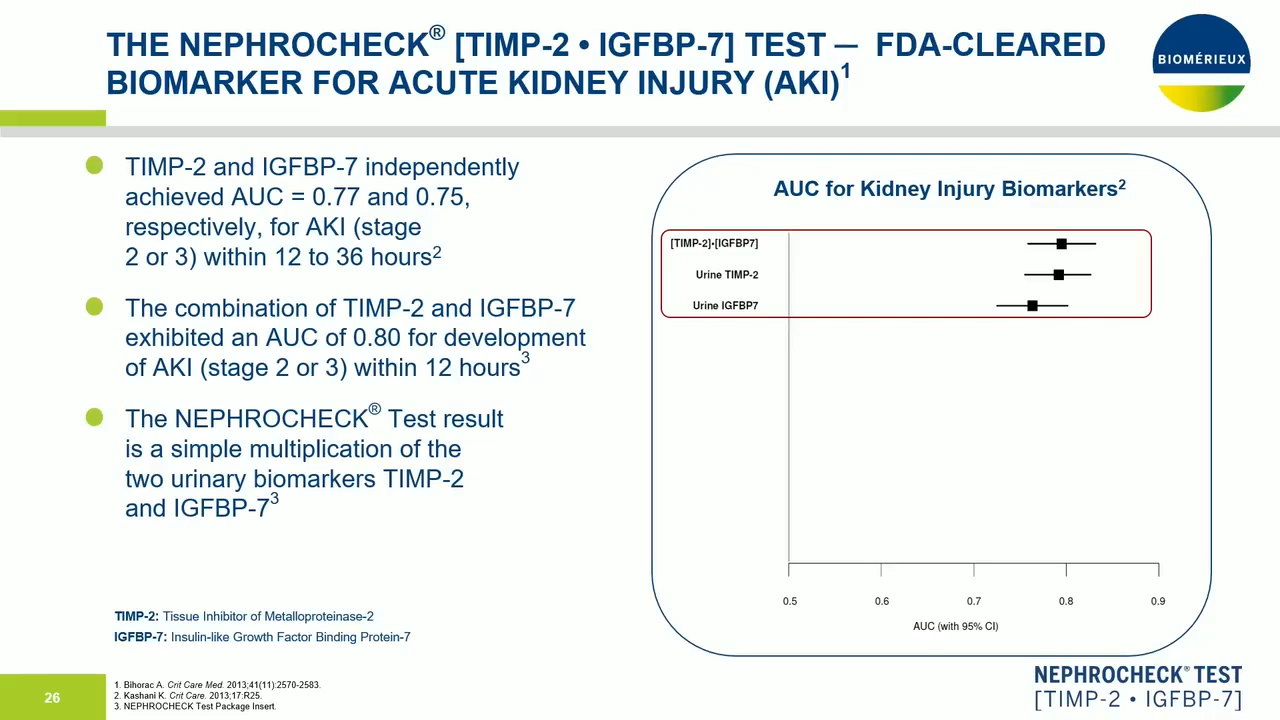 THE NEPHROCHECK® [TIMP-2 • IGFBP-7] TEST — FDA-CLEARED
BIOMARKER FOR ACUTE KIDNEY INJURY (AKI)1
BIOMÉRIEUX
TIMP-2 and IGFBP-7 independently
achieved AUC = 0.77 and 0.75,
respectively, for AKI (stage
2 or 3) within 12 to 36 hours2
The combination of TIMP-2 and IGFBP-7
exhibited an AUC of 0.80 for development
of AKI (stage 2 or 3) within 12 hours3
The NEPHROCHECK® Test result
is a simple multiplication of the
two urinary biomarkers TIMP-2
and IGFBP-73
TIMP-2: Tissue Inhibitor of Metalloproteinase-2
IGFBP-7: Insulin-like Growth Factor Binding Protein-7
AUC for Kidney Injury Biomarkers2
[TIMP-2]•[IGFBP7]
Urine TIMP-2
Urine IGFBP7
0.5 0.6 0.7 0.8 0.9
AUC (with 95% CI)
26
1. Bihorac A. Crit Care Med. 2013;41(11):2570-2583.
2. Kashani K. Crit Care. 2013;17:R25.
3. NEPHROCHECK Test Package Insert.
NEPHROCHECK® TEST
[TIMP-2 • IGFBP-7]